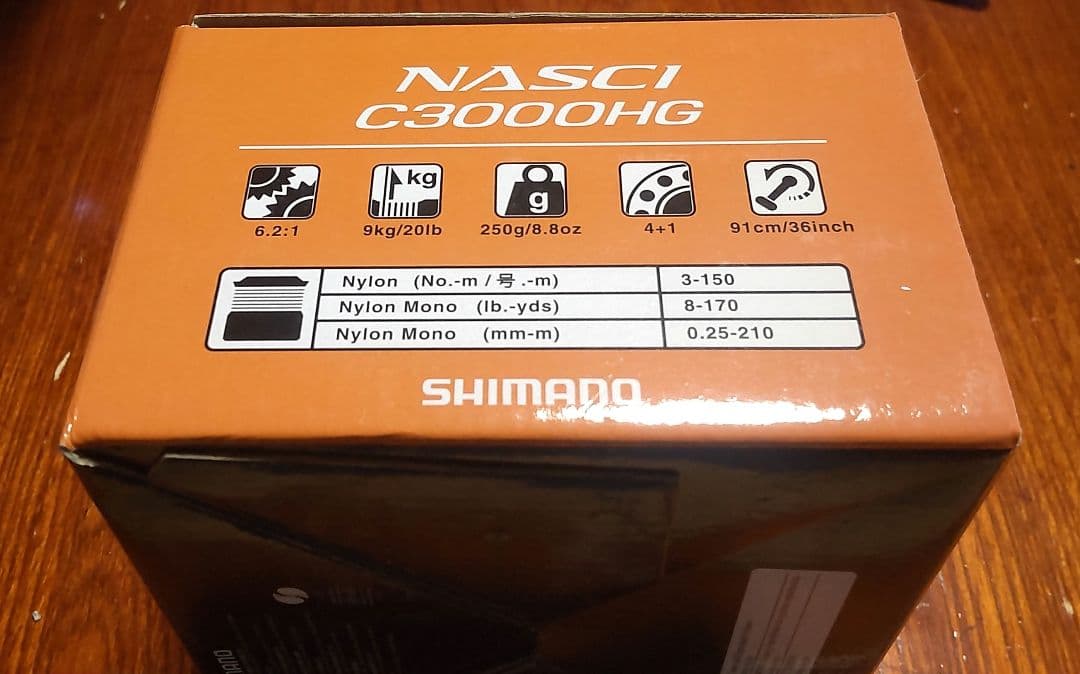 NASCI
C3000HG
kg
g
6.2:1 9kg/20lb 250g/8.8oz 4+1 91cm/36inch
Nylon (No.-m / 号.-m) 3-150
Nylon Mono (lb.-yds) 8-170
Nylon Mono (mm-m) 0.25-210
SHIMANO